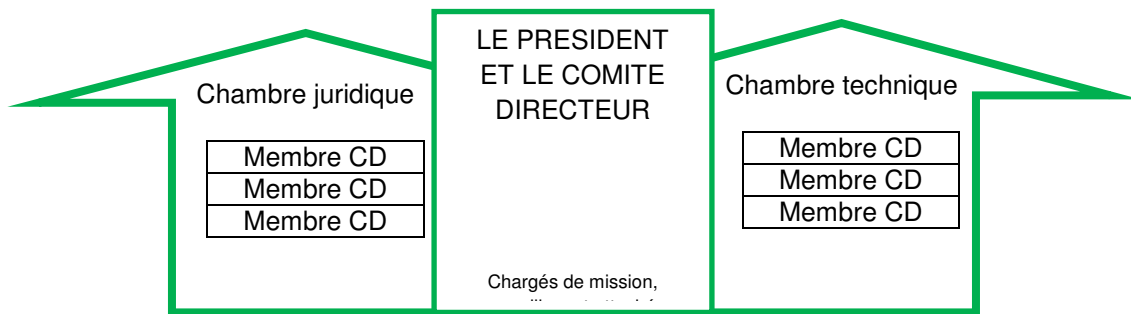 LE PRESIDENT
ET LE COMITE
DIRECTEUR
Chambre juridique
Membre CD
Membre CD
Membre CD
Chambre technique
Membre CD
Membre CD
Membre CD
Chargés de mission,